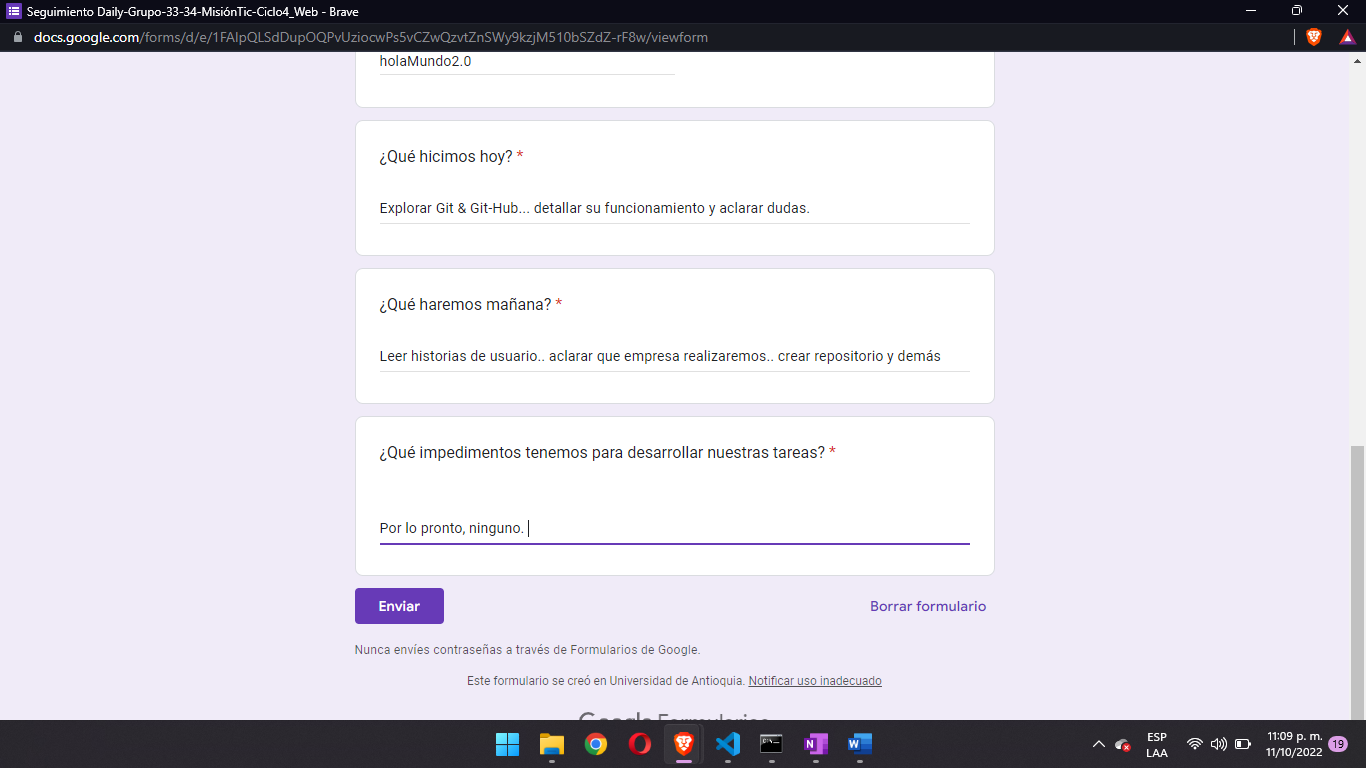 Seguimiento Daily-Grupo-33-34-MisiónTic-Ciclo4_Web - Brave
docs.google.com/forms/d/e/1FAIpQLSdDupOQPvUziocwPs5vCZwQzvtZnSWy9kzjM510bSZdZ-rF8w/viewform
holaMundo2.0
¿Qué hicimos hoy? *
Explorar Git & Git-Hub... detallar su funcionamiento y aclarar dudas.
¿Qué haremos mañana? *
Leer historias de usuario.. aclarar que empresa realizaremos.. crear repositorio y demás
¿Qué impedimentos tenemos para desarrollar nuestras tareas? *
Por lo pronto, ninguno.
Enviar
Borrar formulario
Nunca envíes contraseñas a través de Formularios de Google.
Este formulario se creó en Universidad de Antioquia. Notificar uso inadecuado
Google Formularios
ESP
LAA
11:09 p. m.
11/10/2022
19